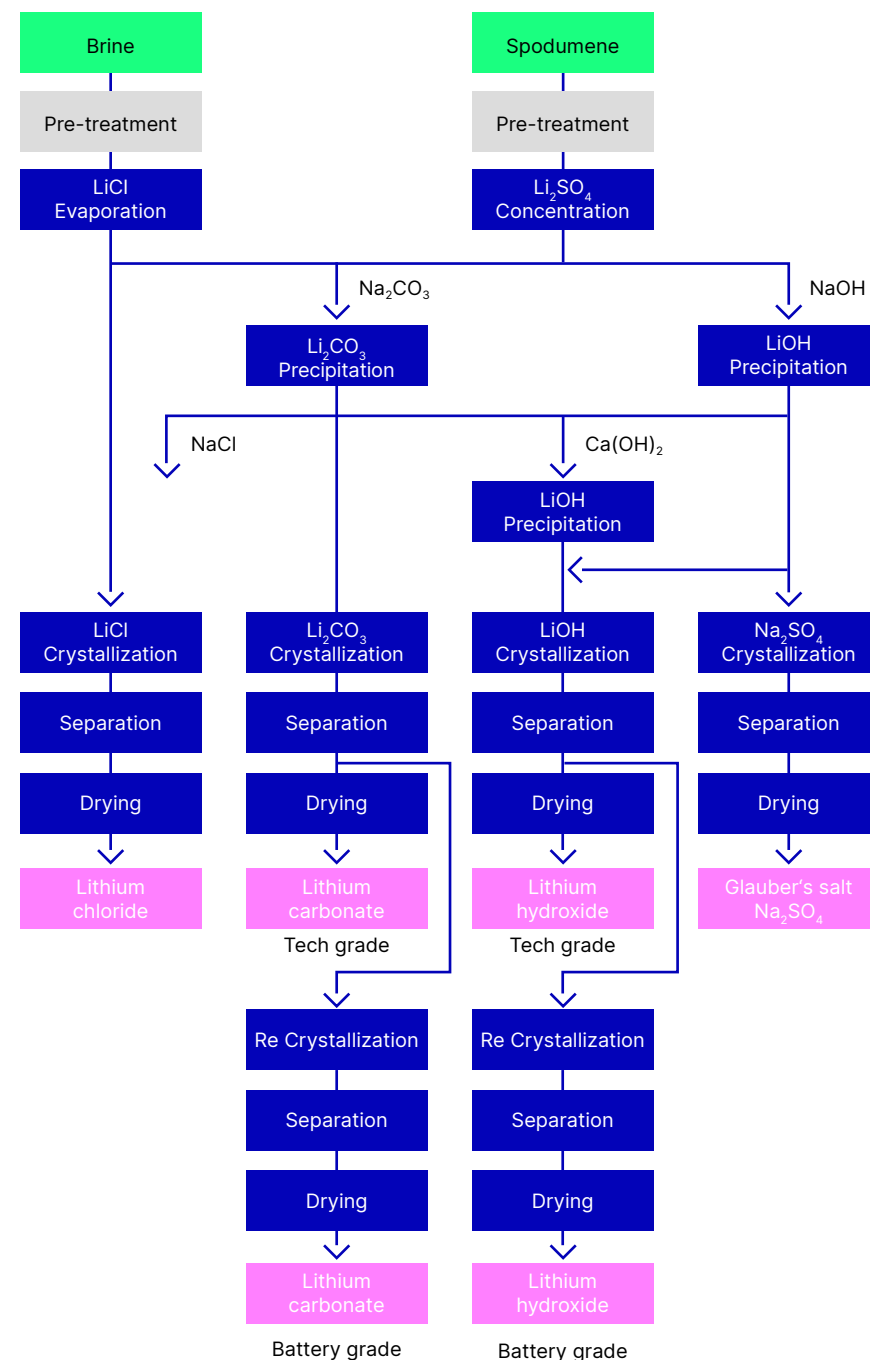 Brine
Spodumene
Pre-treatment
Pre-treatment
LiCl
Evaporation
Li₂SO₄
Concentration
Na₂CO₃
NaOH
Li₂CO₃
Precipitation
LiOH
Precipitation
NaCl
Ca(OH)₂
LiOH
Precipitation
LiCl
Crystallization
Li₂CO₃
Crystallization
LiOH
Crystallization
Na₂SO₄
Crystallization
Separation
Separation
Separation
Separation
Drying
Drying
Drying
Drying
Lithium
chloride
Lithium
carbonate
Lithium
hydroxide
Glauber's salt
Na₂SO₄
Tech grade
Tech grade
Re Crystallization
Re Crystallization
Separation
Separation
Drying
Drying
Lithium
carbonate
Lithium
hydroxide
Battery grade
Battery grade